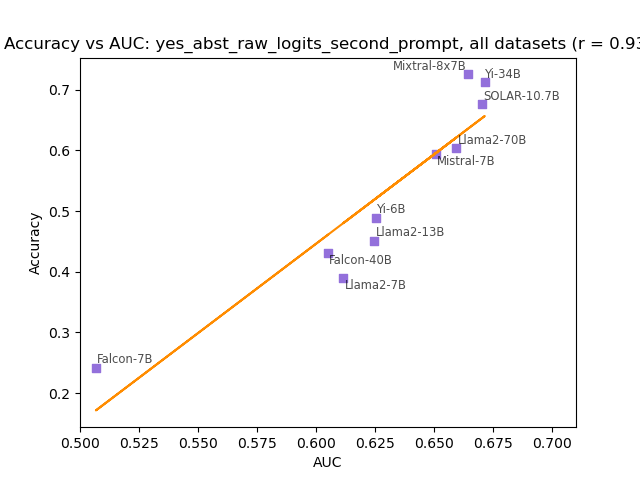 Accuracy vs AUC: yes_abst_raw_logits_second_prompt, all datasets (r = 0.93
Mixtral-8x7B
Yi-34B
SOLAR-10.7B
Llama2-70B
Mistral-7B
Yi-6B
Llama2-13B
Falcon-40B
Llama2-7B
Falcon-7B
Accuracy
0.7
0.6
0.5
0.4
0.3
0.2
0.500 0.525 0.550 0.575 0.600 0.625 0.650 0.675 0.700
AUC